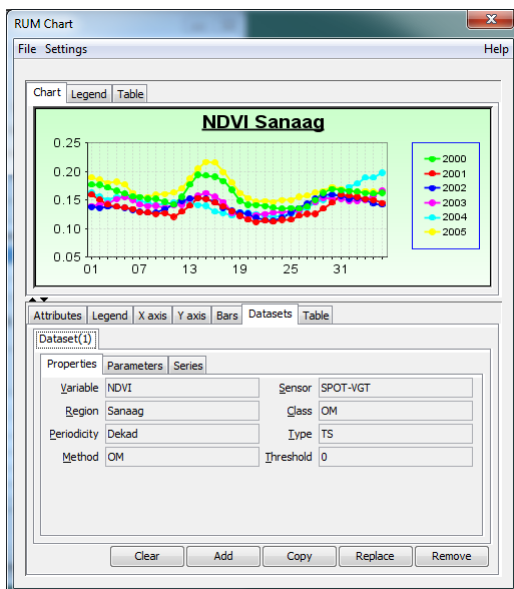 RUM Chart
File Settings Help
Chart Legend Table
NDVI Sanaag
0.25
0.20
0.15
0.10
0.05
01 07 13 19 25 31
2000
2001
2002
2003
2004
2005
Attributes Legend X axis Y axis Bars Datasets Table
Dataset(1)
Properties Parameters Series
Variable NDVI Sensor SPOT-VGT
Region Sanaag Class OM
Periodicity Dekad Type TS
Method OM Threshold 0
Clear Add Copy Replace Remove